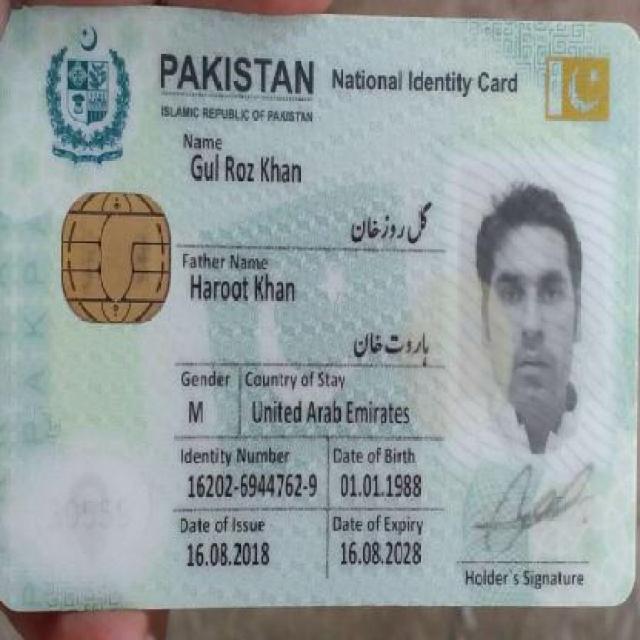 PAKISTAN National Identity Card
ISLAMIC REPUBLIC OF PAKISTAN
Name
Gul Roz Khan
گل روز خان
Father Name
Haroot Khan
ہاروت خان
Gender Country of Stay
M United Arab Emirates
Identity Number Date of Birth
16202-6944762-9 01.01.1988
Date of Issue Date of Expiry
16.08.2018 16.08.2028
Holder's Signature